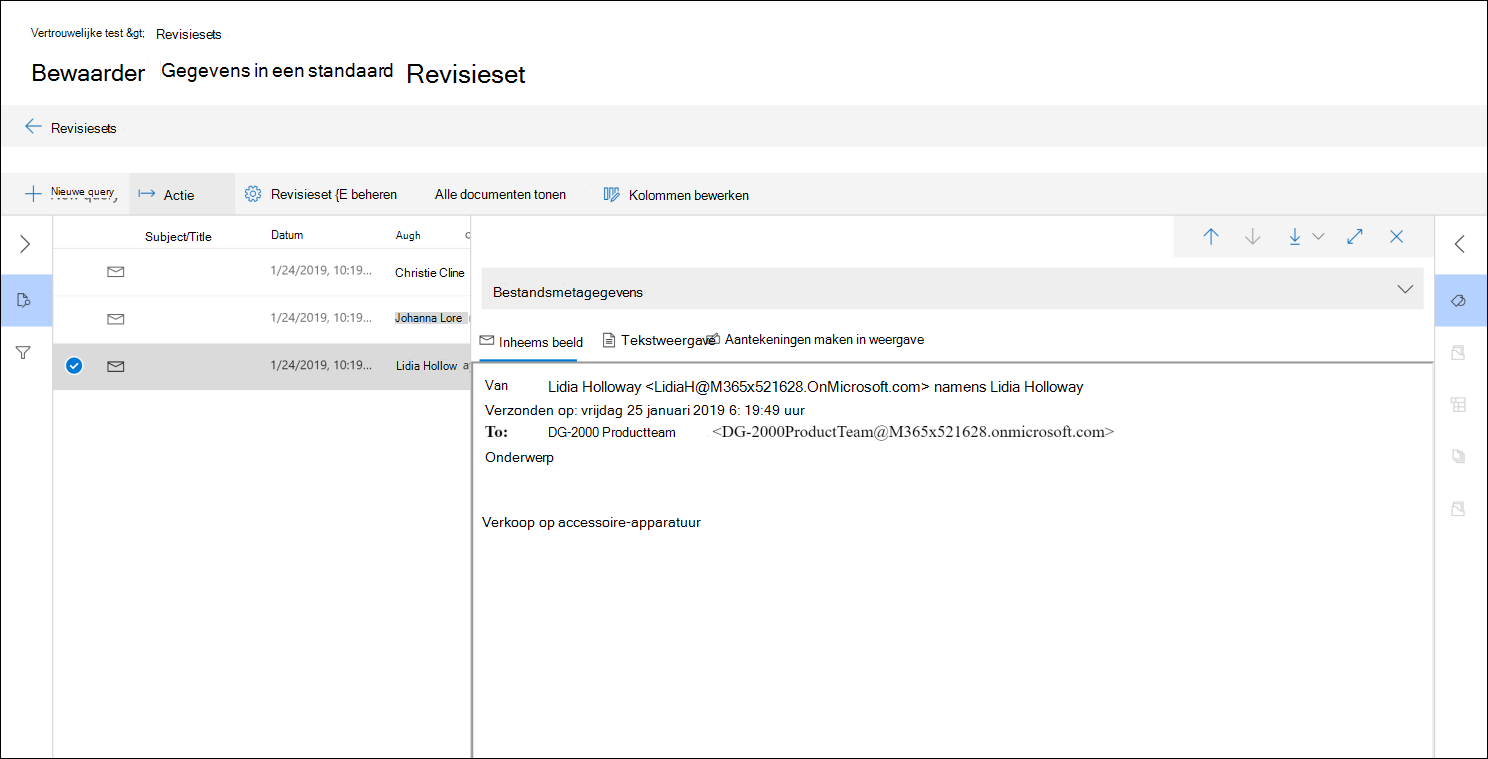 Vertrouwelijke test &gt; Revisiesets
Bewaarder Gegevens in een standaard Revisieset
Revisiesets
Nieuwe query Actie Revisieset {E beheren Alle documenten tonen Kolommen bewerken
Subject/Title Datum Augh
1/24/2019, 10:19... Christie Cline
1/24/2019, 10:19... Johanna Lore
1/24/2019, 10:19... Lidia Hollow
Bestandsmetagegevens
Inheems beeld Tekstweergave Aantekeningen maken in weergave
Van Lidia Holloway <LidiaH@M365x521628.OnMicrosoft.com> namens Lidia Holloway
Verzonden op: vrijdag 25 januari 2019 6: 19:49 uur
To: DG-2000 Productteam <DG-2000ProductTeam@M365x521628.onmicrosoft.com>
Onderwerp
Verkoop op accessoire-apparatuur